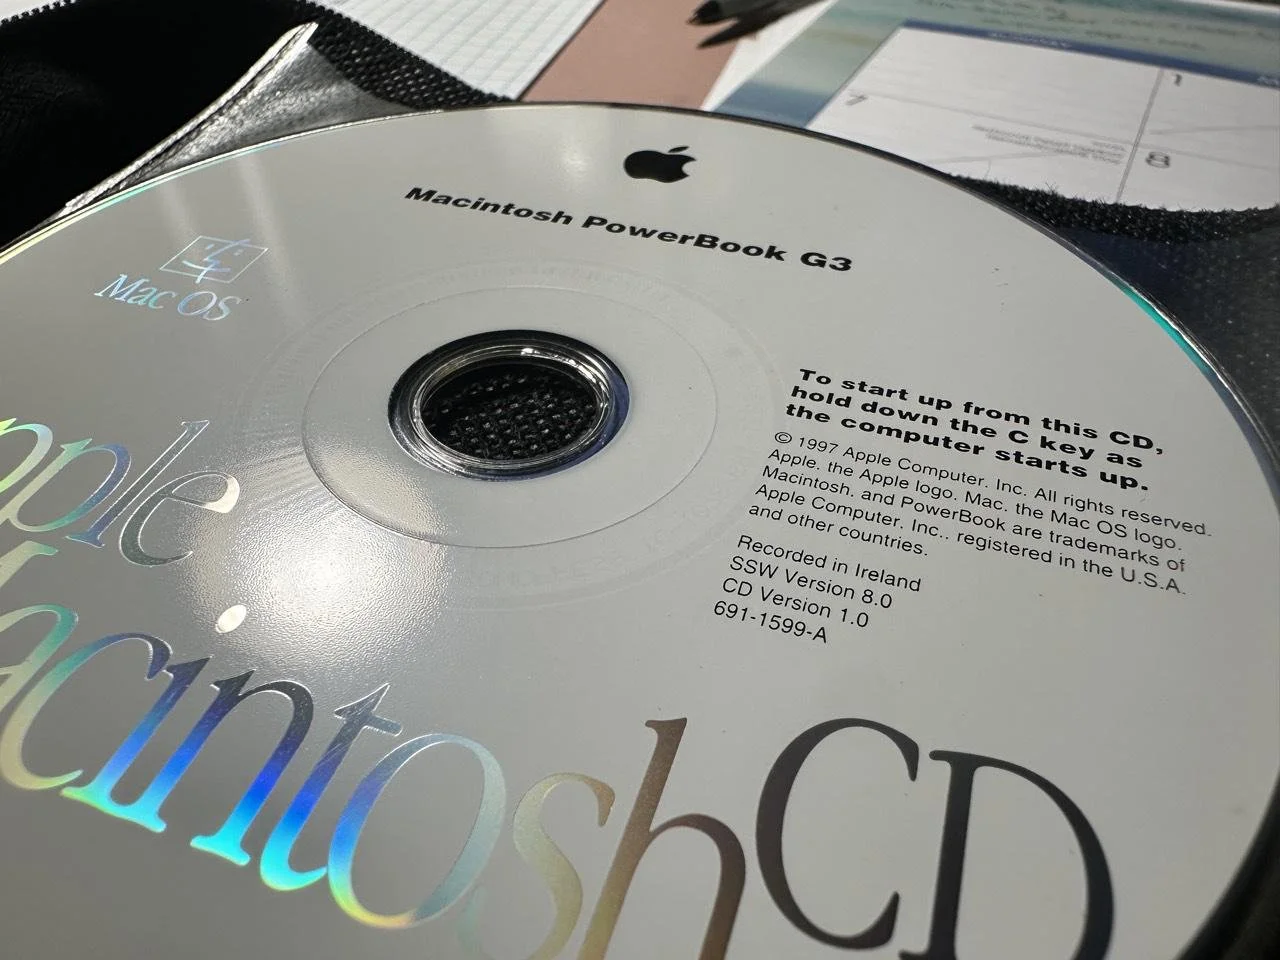 1
7
8
Macintosh PowerBook G3
Mac OS
To start up from this CD,
hold down the C key as
the computer starts up.
© 1997 Apple Computer, Inc. All rights reserved.
Apple, the Apple logo, Mac, the Mac OS logo,
Macintosh, and PowerBook are trademarks of
Apple Computer, Inc., registered in the U.S.A.
and other countries.
Recorded in Ireland
SSW Version 8.0
CD Version 1.0
691-1599-A
pple
acintosh CD